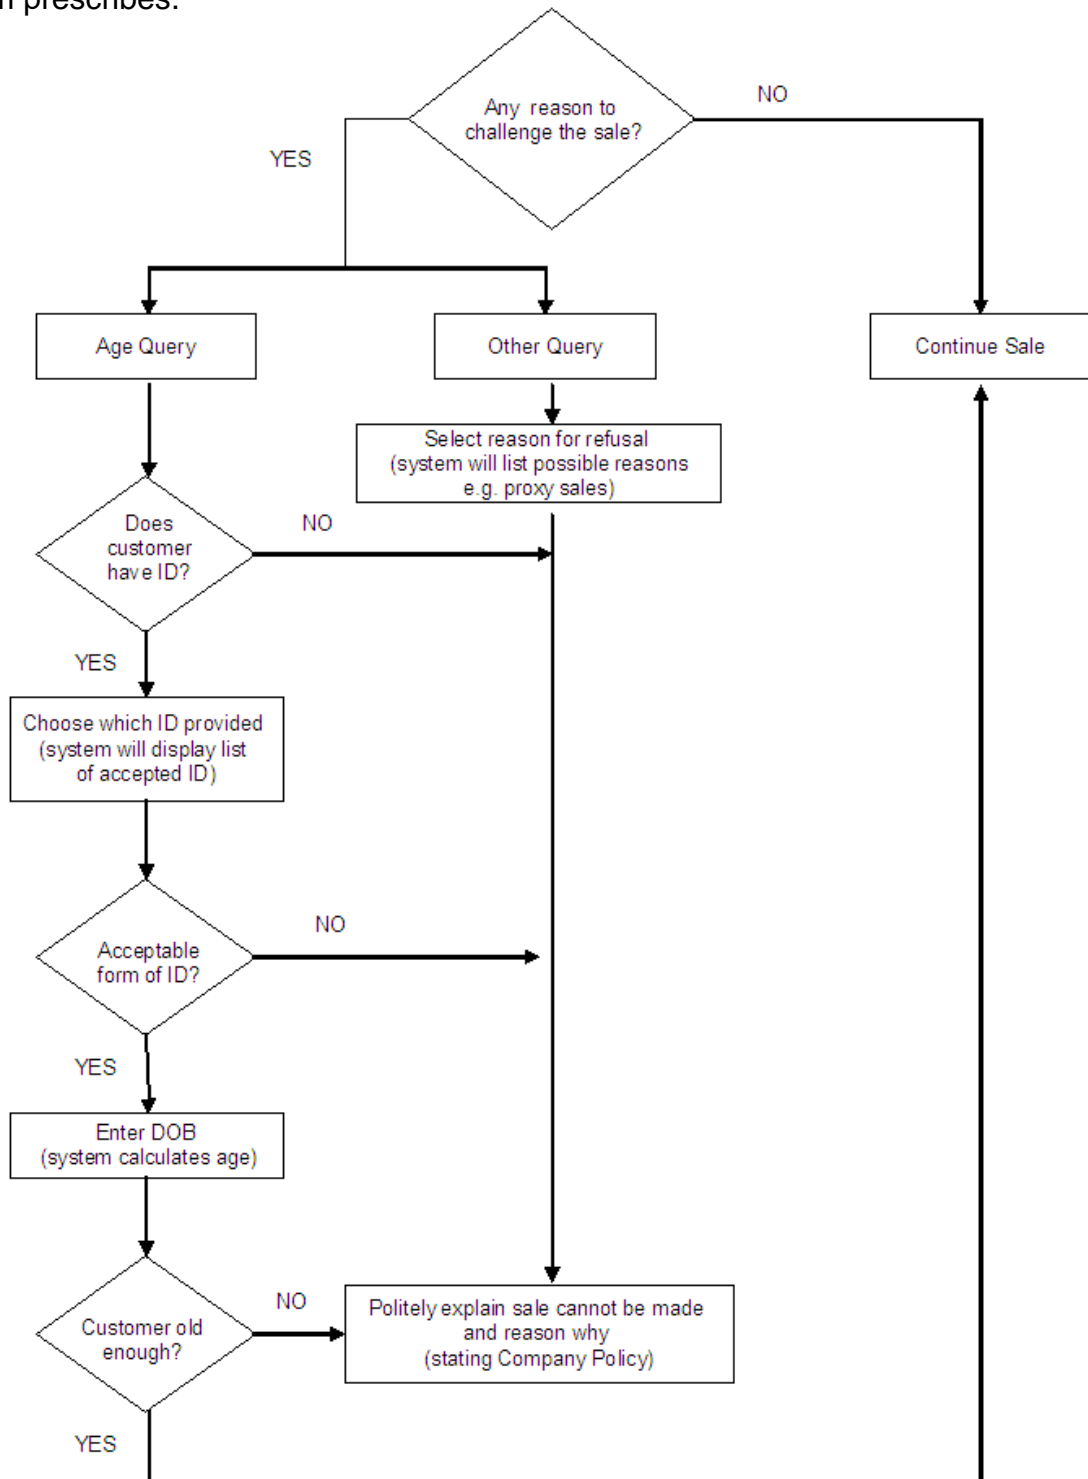 prescribes:
Any reason to
challenge the sale?
NO
YES
Age Query
Other Query
Continue Sale
Select reason for refusal
(system will list possible reasons
e.g. proxy sales)
Does
customer
have ID?
NO
YES
Choose which ID provided
(system will display list
of accepted ID)
Acceptable
form of ID?
NO
YES
Enter DOB
(system calculates age)
Customer old
enough?
NO
Politely explain sale cannot be made
and reason why
(stating Company Policy)
YES